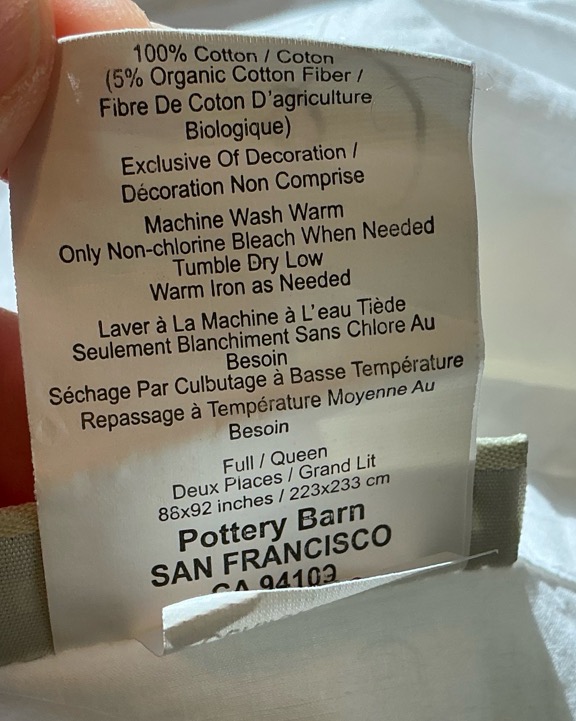 100% Cotton / Coton
(5% Organic Cotton Fiber /
Fibre De Coton D'agriculture
Biologique)
Exclusive Of Decoration /
Décoration Non Comprise
Machine Wash Warm
Only Non-chlorine Bleach When Needed
Tumble Dry Low
Warm Iron as Needed
Laver à La Machine à L'eau Tiède
Seulement Blanchiment Sans Chlore Au
Besoin
Séchage Par Culbutage à Basse Température
Repassage à Température Moyenne Au
Besoin
Full / Queen
Deux Places / Grand Lit
86x92 inches / 223x233 cm
Pottery Barn
SAN FRANCISCO
CA 94109